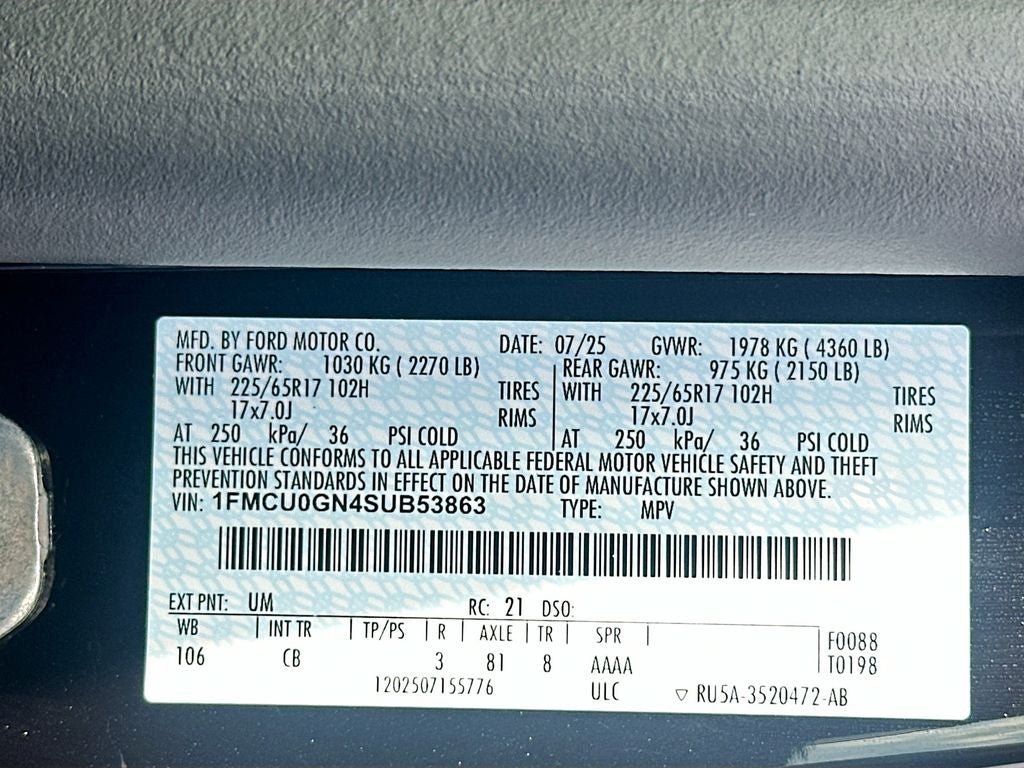 MFD. BY FORD MOTOR CO. DATE: 07/25 GVWR: 1978 KG ( 4360 LB)
FRONT GAWR: 1030 KG ( 2270 LB) REAR GAWR: 975 KG ( 2150 LB)
WITH 225/65R17 102H TIRES WITH 225/65R17 102H TIRES
17x7.0J RIMS 17x7.0J RIMS
AT 250 kPa/ 36 PSI COLD AT 250 kPa/ 36 PSI COLD
THIS VEHICLE CONFORMS TO ALL APPLICABLE FEDERAL MOTOR VEHICLE SAFETY AND THEFT
PREVENTION STANDARDS IN EFFECT ON THE DATE OF MANUFACTURE SHOWN ABOVE.
VIN: 1FMCU0GN4SUB53863 TYPE: MPV
EXT PNT: UM RC: 21 DSO:
WB INT TR TP/PS R AXLE TR SPR F0088
106 CB 3 81 8 AAAA T0198
1202507155776 ULC ▽ RU5A-3520472-AB